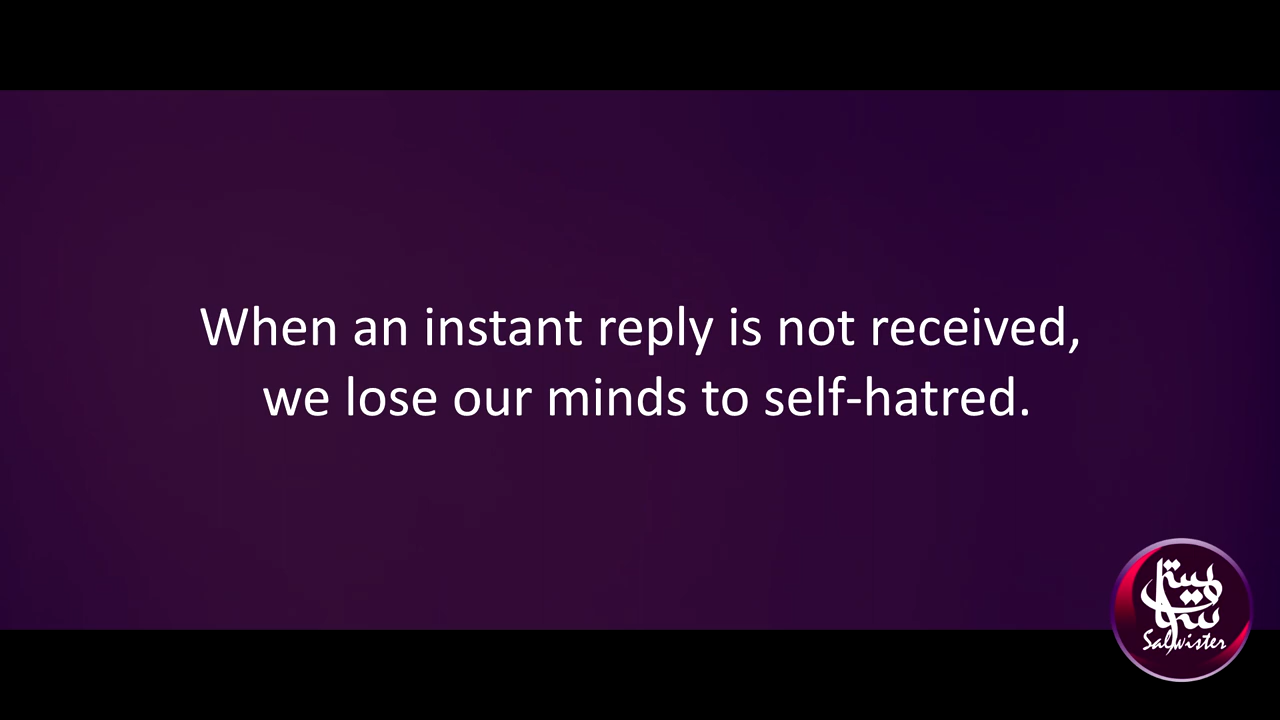 When an instant reply is not received,
we lose our minds to self-hatred.
Salwister